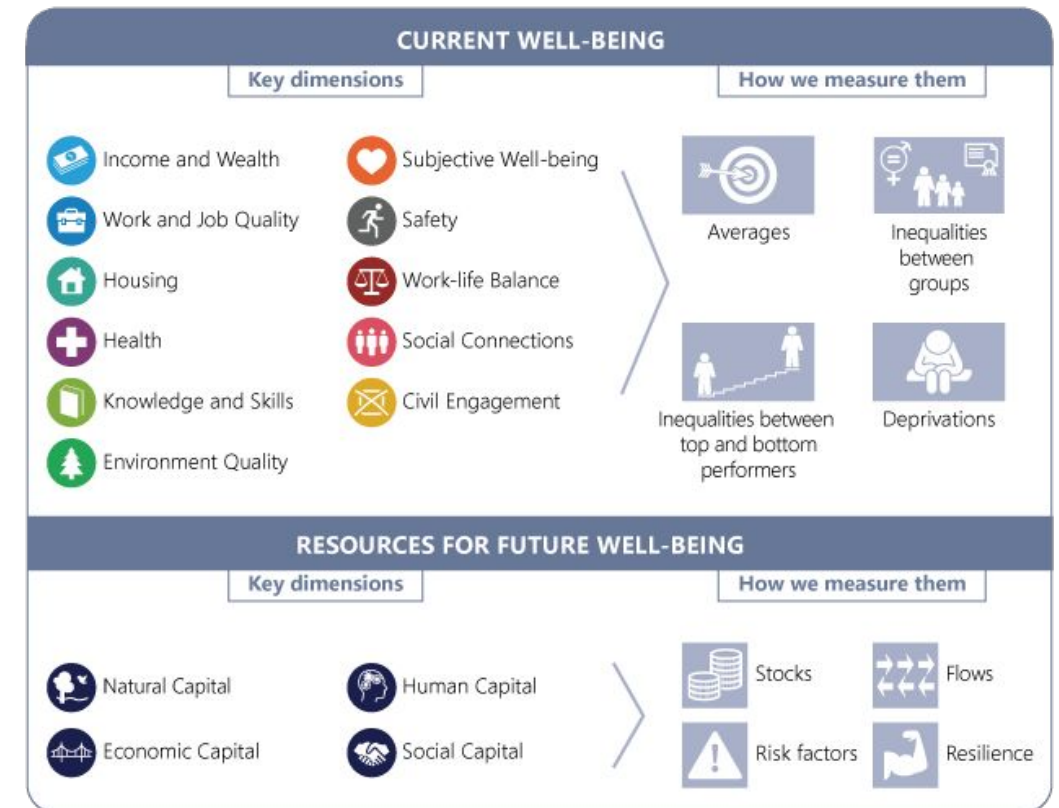 CURRENT WELL-BEING
Key dimensions
How we measure them
Income and Wealth
Work and Job Quality
Housing
Health
Knowledge and Skills
Environment Quality
Subjective Well-being
Safety
Work-life Balance
Social Connections
Civil Engagement
Averages
Inequalities
between
groups
Inequalities between
top and bottom
performers
Deprivations
RESOURCES FOR FUTURE WELL-BEING
Key dimensions
How we measure them
Natural Capital
Economic Capital
Human Capital
Social Capital
Stocks
Flows
Risk factors
Resilience